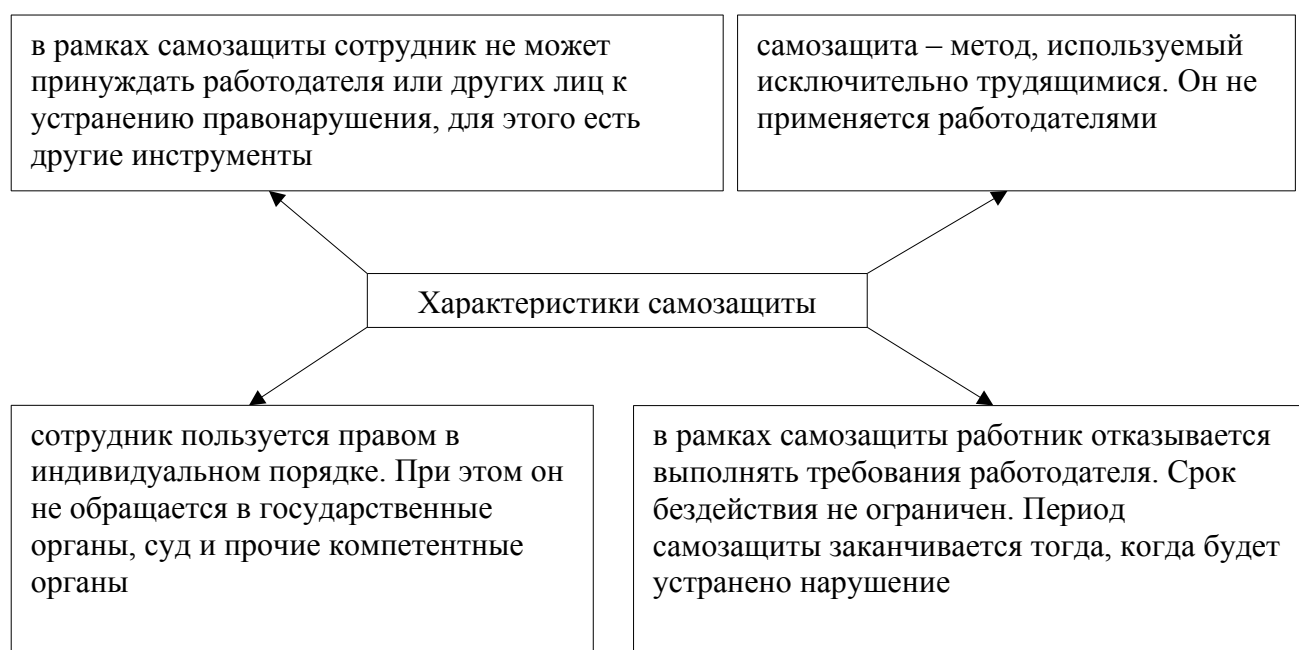 в рамках самозащиты сотрудник не может
принуждать работодателя или других лиц к
устранению правонарушения, для этого есть
другие инструменты
самозащита – метод, используемый
исключительно трудящимися. Он не
применяется работодателями
Характеристики самозащиты
сотрудник пользуется правом в
индивидуальном порядке. При этом он
не обращается в государственные
органы, суд и прочие компетентные
органы
в рамках самозащиты работник отказывается
выполнять требования работодателя. Срок
бездействия не ограничен. Период
самозащиты заканчивается тогда, когда будет
устранено нарушение